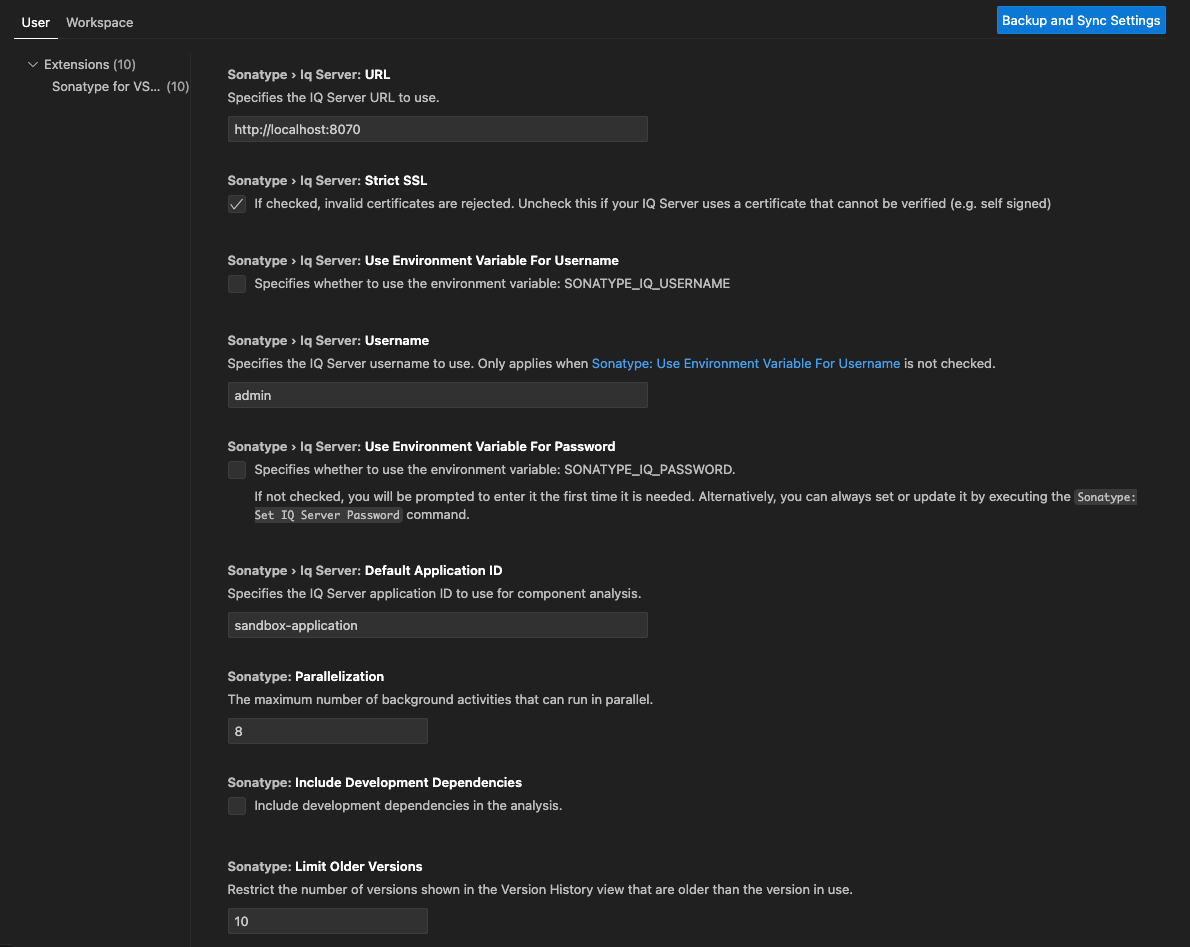 User Workspace
Backup and Sync Settings
Extensions (10)
Sonatype for VS... (10)
Sonatype › Iq Server: URL
Specifies the IQ Server URL to use.
http://localhost:8070
Sonatype › Iq Server: Strict SSL
If checked, invalid certificates are rejected. Uncheck this if your IQ Server uses a certificate that cannot be verified (e.g. self signed)
Sonatype › Iq Server: Use Environment Variable For Username
Specifies whether to use the environment variable: SONATYPE_IQ_USERNAME
Sonatype › Iq Server: Username
Specifies the IQ Server username to use. Only applies when Sonatype: Use Environment Variable For Username is not checked.
admin
Sonatype › Iq Server: Use Environment Variable For Password
Specifies whether to use the environment variable: SONATYPE_IQ_PASSWORD.
If not checked, you will be prompted to enter it the first time it is needed. Alternatively, you can always set or update it by executing the Sonatype:
Set IQ Server Password command.
Sonatype › Iq Server: Default Application ID
Specifies the IQ Server application ID to use for component analysis.
sandbox-application
Sonatype: Parallelization
The maximum number of background activities that can run in parallel.
8
Sonatype: Include Development Dependencies
Include development dependencies in the analysis.
Sonatype: Limit Older Versions
Restrict the number of versions shown in the Version History view that are older than the version in use.
10